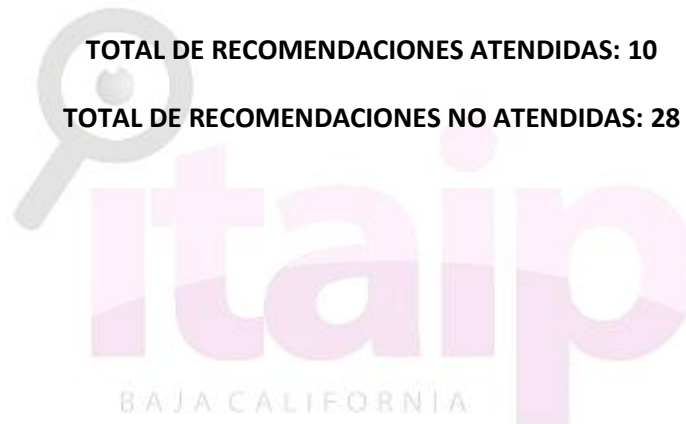 TOTAL DE RECOMENDACIONES ATENDIDAS: 10
TOTAL DE RECOMENDACIONES NO ATENDIDAS: 28
itaip
BAJA CALIFORNIA